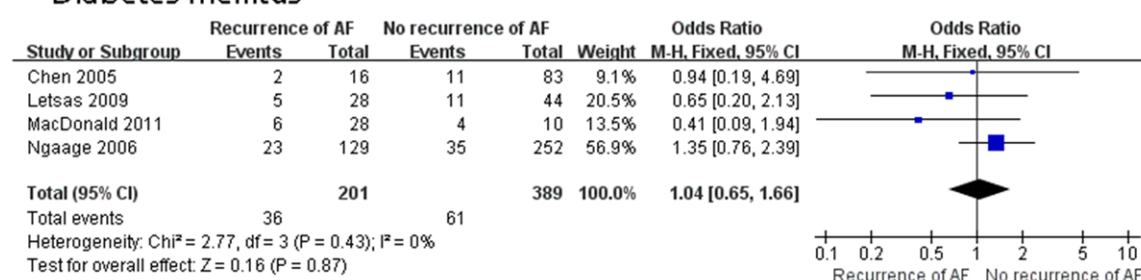 Diabetes mellitus
Recurrence of AF No recurrence of AF Odds Ratio Odds Ratio
Study or Subgroup Events Total Events Total Weight M-H, Fixed, 95% CI M-H, Fixed, 95% CI
Chen 2005 2 16 11 83 9.1% 0.94 [0.19, 4.69]
Letsas 2009 5 28 11 44 20.5% 0.65 [0.20, 2.13]
MacDonald 2011 6 28 4 10 13.5% 0.41 [0.09, 1.94]
Ngaage 2006 23 129 35 252 56.9% 1.35 [0.76, 2.39]
Total (95% CI) 201 389 100.0% 1.04 [0.65, 1.66]
Total events 36 61
Heterogeneity: Chi² = 2.77, df = 3 (P = 0.43); I² = 0%
Test for overall effect: Z = 0.16 (P = 0.87)
0.1 0.2 0.5 1 2 5 10
Recurrence of AF No recurrence of AF